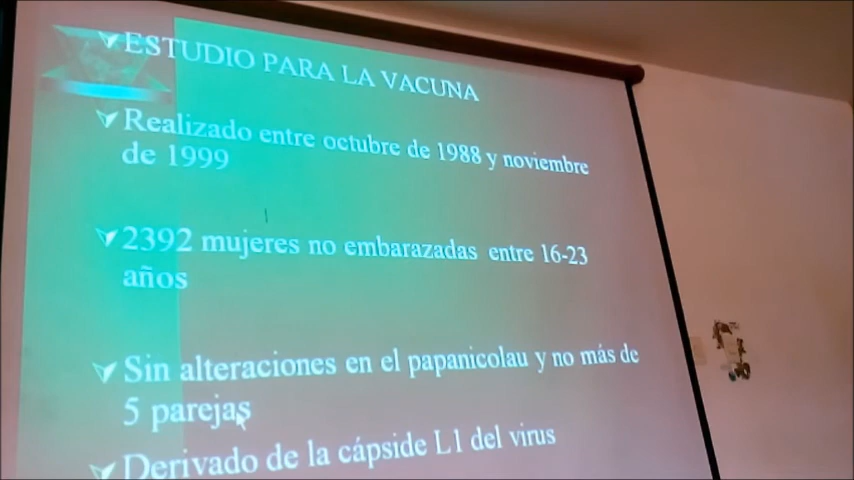 ESTUDIO PARA LA VACUNA
Realizado entre octubre de 1988 y noviembre
de 1999
2392 mujeres no embarazadas entre 16-23
años
Sin alteraciones en el papanicolau y no más de
5 parejas
Derivado de la cápside L1 del virus